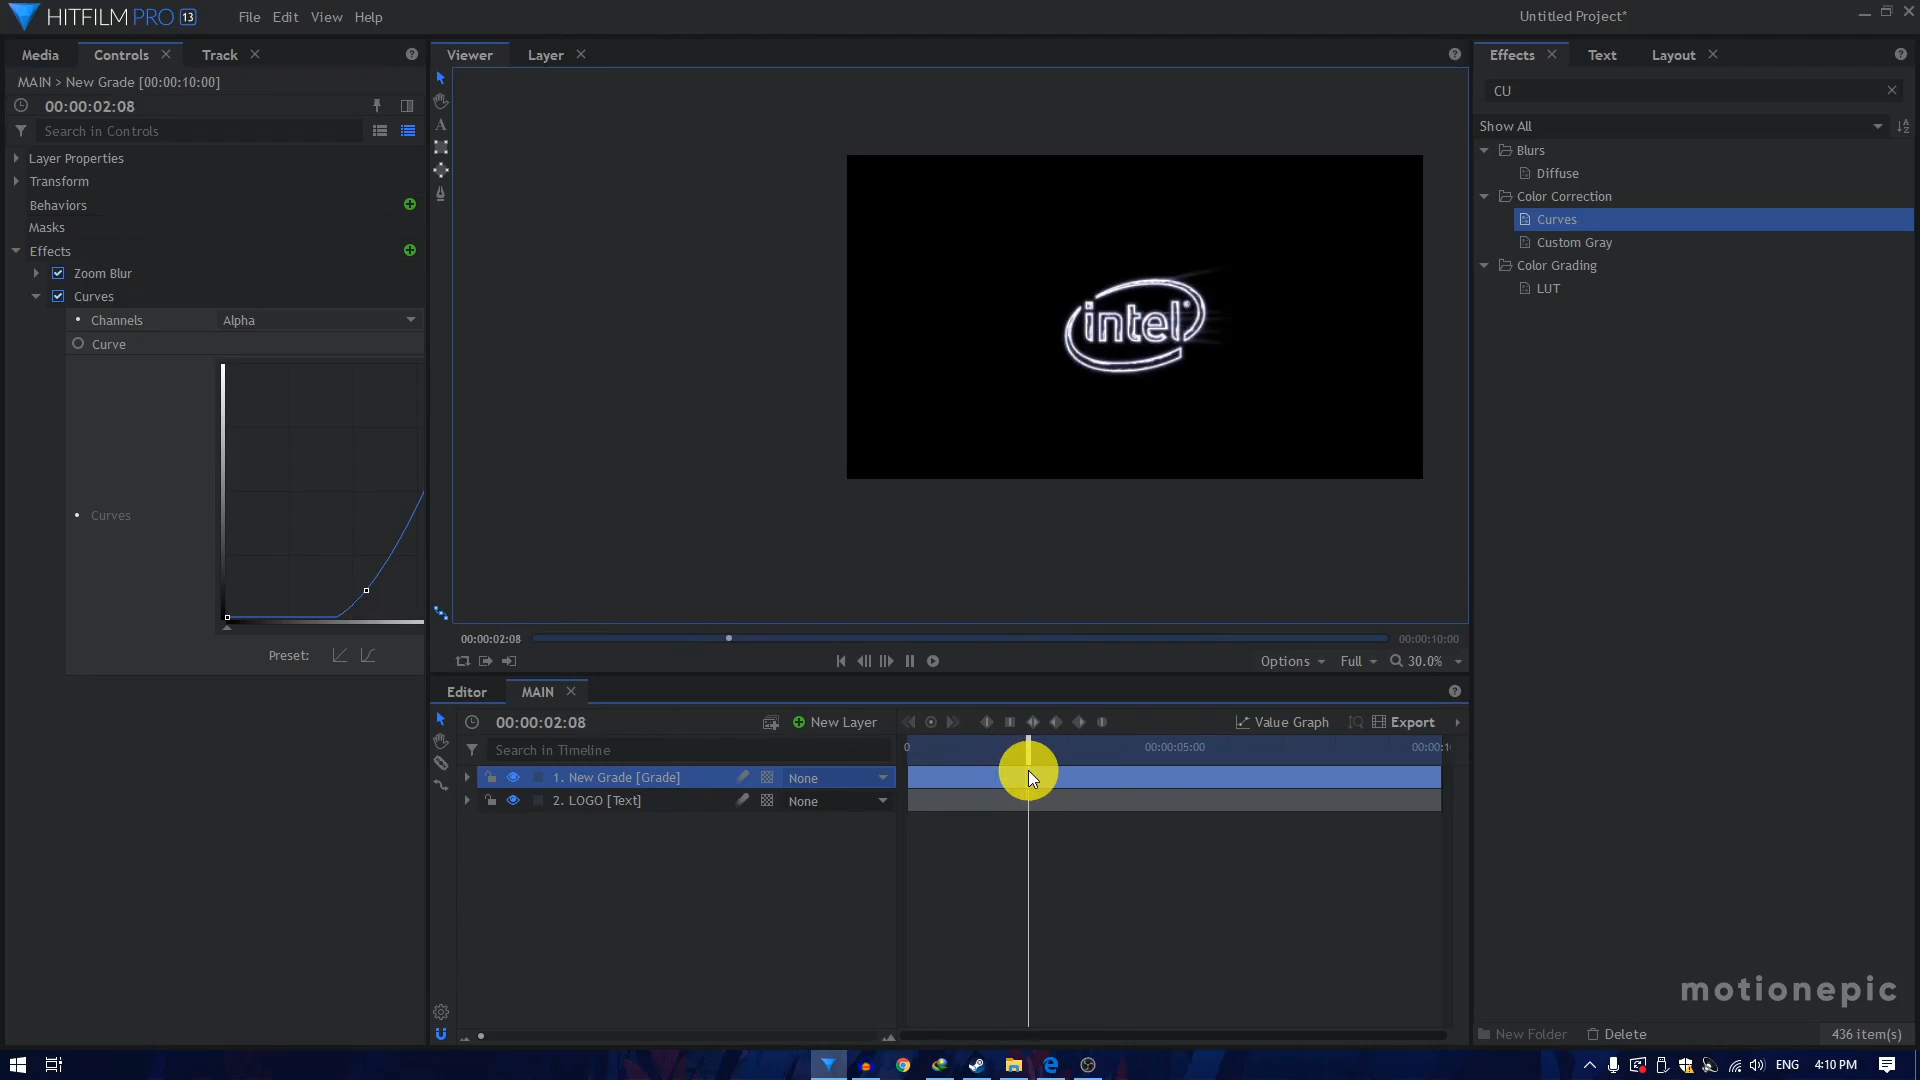 HITFILM PRO 13
File Edit View Help
Untitled Project*
Media Controls Track
MAIN > New Grade [00:00:10:00]
00:00:02:08
Search in Controls
Layer Properties
Transform
Behaviors
Masks
Effects
Zoom Blur
Curves
Channels Alpha
Curve
Curves
Preset:
Viewer Layer
intel
00:00:02:08
00:00:10:00
Options Full 30.0%
Editor MAIN
00:00:02:08 New Layer
Value Graph Export
Search in Timeline
0 00:00:05:00 00:00:1
1. New Grade [Grade] None
2. LOGO [Text] None
Effects Text Layout
CU
Show All
Blurs
Diffuse
Color Correction
Curves
Custom Gray
Color Grading
LUT
motionepic
New Folder Delete 436 item(s)
ENG 4:10 PM